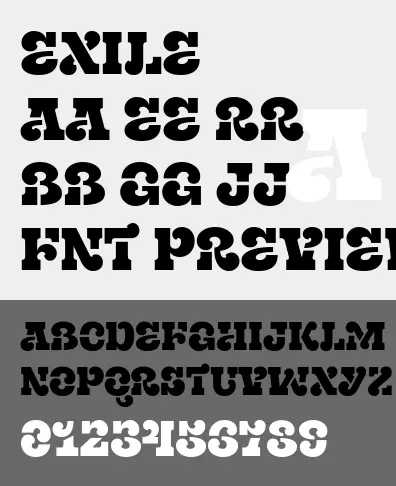 EXILE
AA EE RR
A
BB GG JJ
FNT PREVIE
ABCDEFGHIJKLM
NOPQRSTUVWXYZ
0123456789